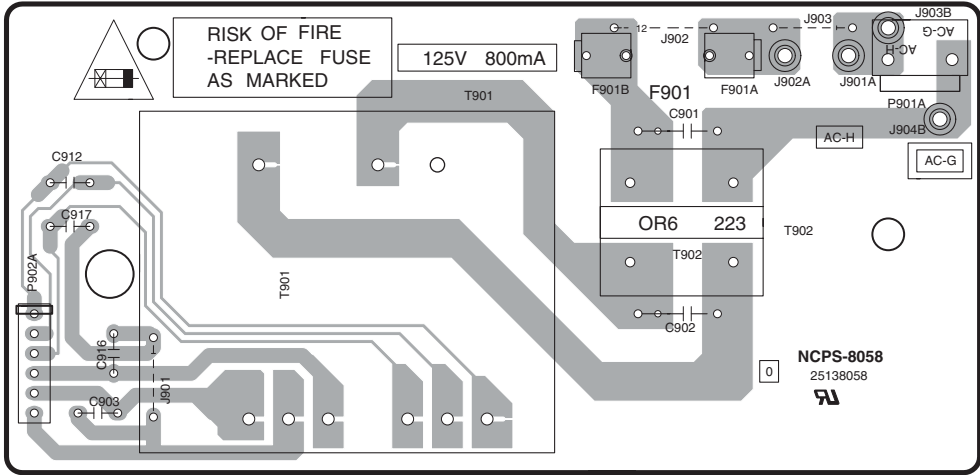 RISK OF FIRE
-REPLACE FUSE
AS MARKED
125V 800mA
T901
F901B
12
J902
F901A
J902A
J903
J901A
J903B
AC-G
AC-H
P901A
J904B
F901
C901
AC-H
AC-G
C912
C917
P902A
T901
OR6 223
T902
T902
C902
C916
J901
C903
0
NCPS-8058
25138058